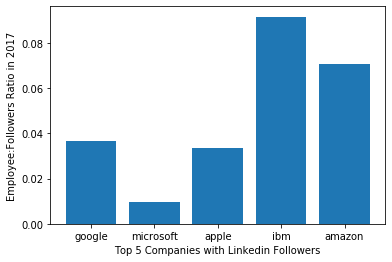 Employee:Followers Ratio in 2017
0.08
0.06
0.04
0.02
0.00
google microsoft apple ibm amazon
Top 5 Companies with Linkedin Followers